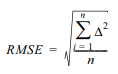 RMSE = √(∑_{i = 1}^{n} Δ² / n)